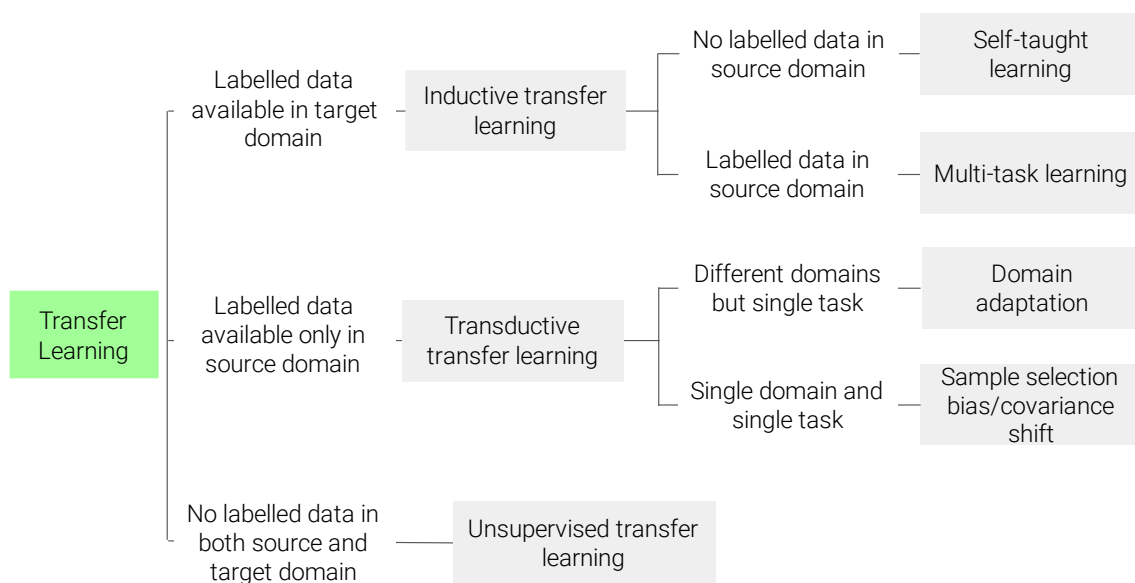 Transfer
Learning
Labelled data
available in target
domain
Inductive transfer
learning
No labelled data in
source domain
Self-taught
learning
Labelled data in
source domain
Multi-task learning
Labelled data
available only in
source domain
Transductive
transfer learning
Different domains
but single task
Domain
adaptation
Single domain and
single task
Sample selection
bias/covariance
shift
No labelled data in
both source and
target domain
Unsupervised transfer
learning